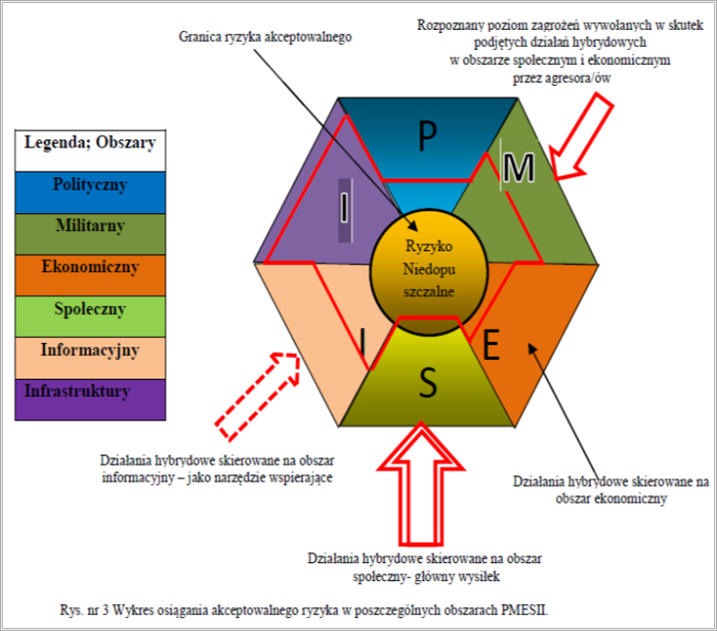 Granica ryzyka akceptowalnego
Rozpoznany poziom zagrożeń wywołanych w skutek
podjętych działań hybrydowych
w obszarze społecznym i ekonomicznym
przez agresora/ów
Legenda; Obszary
Polityczny
Militarny
Ekonomiczny
Społeczny
Informacyjny
Infrastruktury
P
M
I
Ryzyko
Niedopu
szczalne
I
E
S
Działania hybrydowe skierowane na obszar
informacyjny – jako narzędzie wspierające
Działania hybrydowe skierowane na
obszar ekonomiczny
Działania hybrydowe skierowane na obszar
społeczny- główny wysiłek
Rys. nr 3 Wykres osiągania akceptowalnego ryzyka w poszczególnych obszarach PMESII.